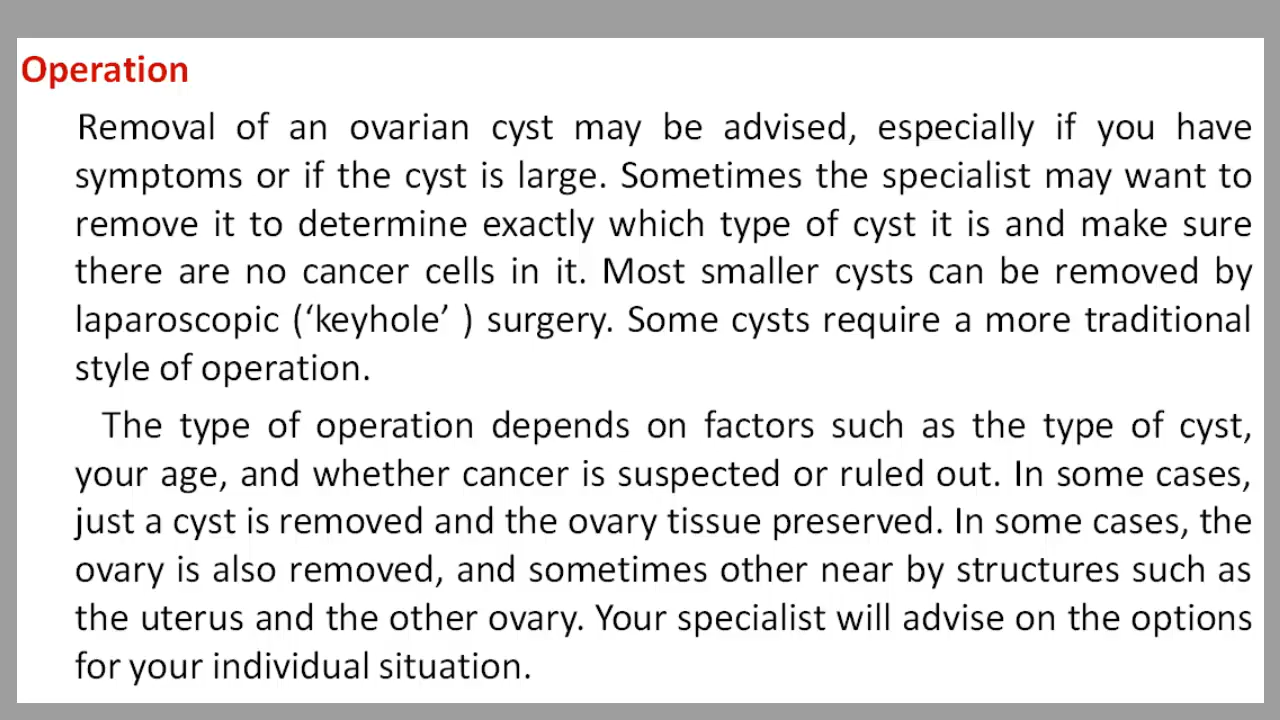 Operation
Removal of an ovarian cyst may be advised, especially if you have
symptoms or if the cyst is large. Sometimes the specialist may want to
remove it to determine exactly which type of cyst it is and make sure
there are no cancer cells in it. Most smaller cysts can be removed by
laparoscopic (‘keyhole’ ) surgery. Some cysts require a more traditional
style of operation.
The type of operation depends on factors such as the type of cyst,
your age, and whether cancer is suspected or ruled out. In some cases,
just a cyst is removed and the ovary tissue preserved. In some cases, the
ovary is also removed, and sometimes other near by structures such as
the uterus and the other ovary. Your specialist will advise on the options
for your individual situation.